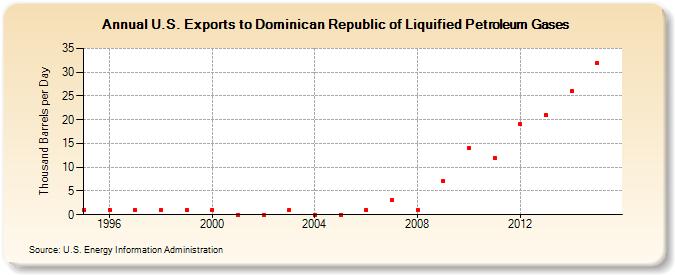 Annual U.S. Exports to Dominican Republic of Liquified Petroleum Gases
Thousand Barrels per Day
35
30
25
20
15
10
5
0
1996 2000 2004 2008 2012
Source: U.S. Energy Information Administration